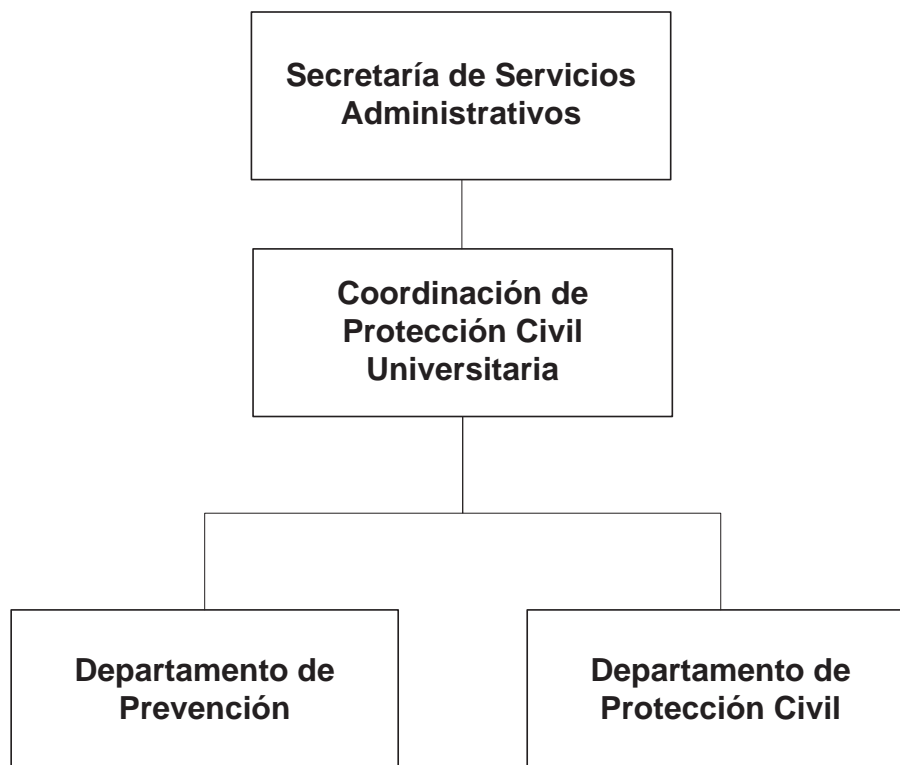 Secretaría de Servicios
Administrativos
Coordinación de
Protección Civil
Universitaria
Departamento de
Prevención
Departamento de
Protección Civil